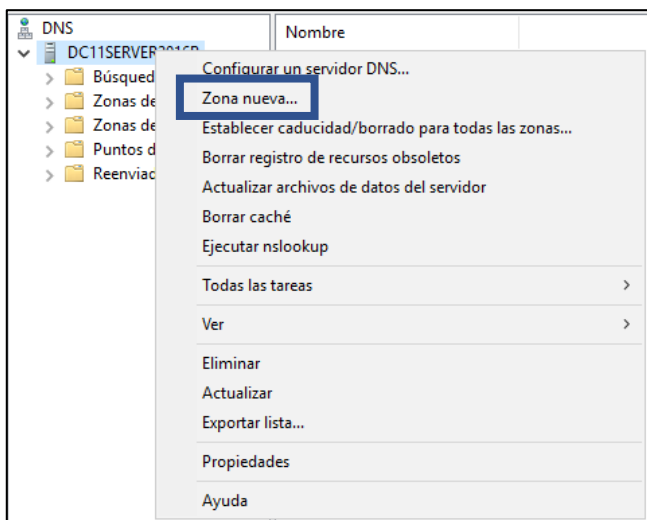 DNS
Nombre
DC11SERVER2016B
Configurar un servidor DNS...
Búsqued
Zona nueva...
Zonas de
Establecer caducidad/borrado para todas las zonas...
Zonas de
Borrar registro de recursos obsoletos
Puntos d
Actualizar archivos de datos del servidor
Reenviad
Borrar caché
Ejecutar nslookup
Todas las tareas
Ver
Eliminar
Actualizar
Exportar lista...
Propiedades
Ayuda